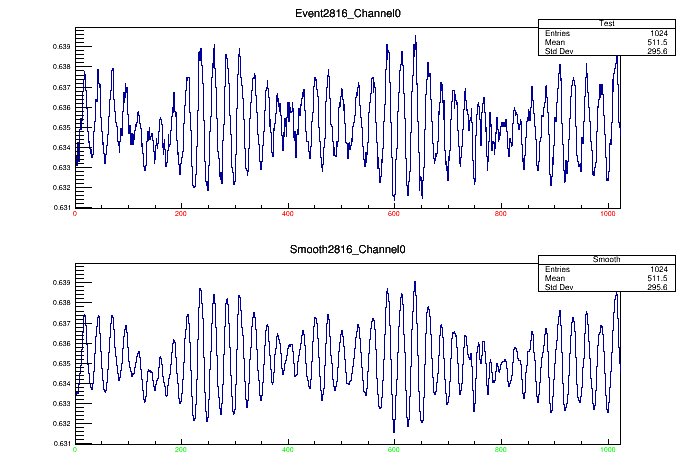 Event2816_Channel0
Test
Entries 1024
Mean 511.5
Std Dev 295.6
0.639
0.638
0.637
0.636
0.635
0.634
0.633
0.632
0.631
0 200 400 600 800 1000
Smooth2816_Channel0
Smooth
Entries 1024
Mean 511.5
Std Dev 295.6
0.639
0.638
0.637
0.636
0.635
0.634
0.633
0.632
0.631
0 200 400 600 800 1000